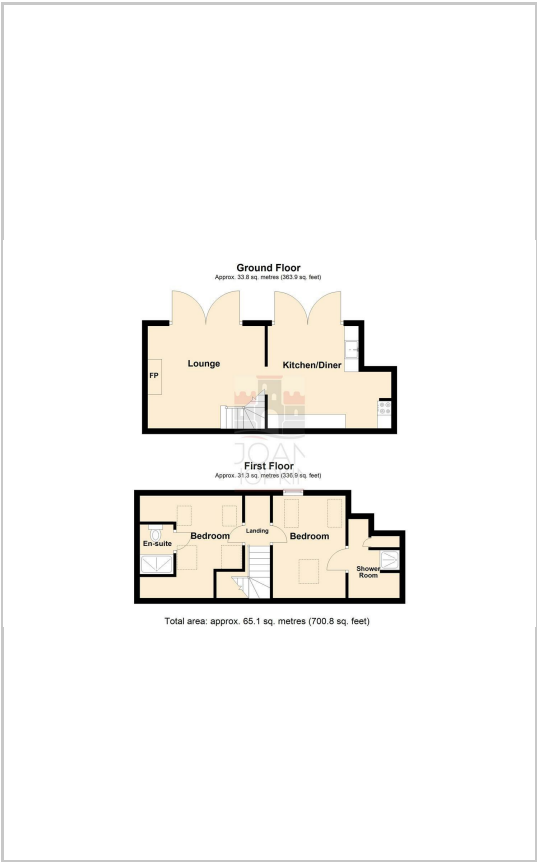 Ground Floor
Approx. 33.8 sq. metres (363.9 sq. feet)
Lounge
Kitchen/Diner
FP
JOAN
First Floor
Approx. 31.3 sq. metres (336.9 sq. feet)
Bedroom
Landing
Bedroom
En-suite
Shower
Room
Total area: approx. 65.1 sq. metres (700.8 sq. feet)